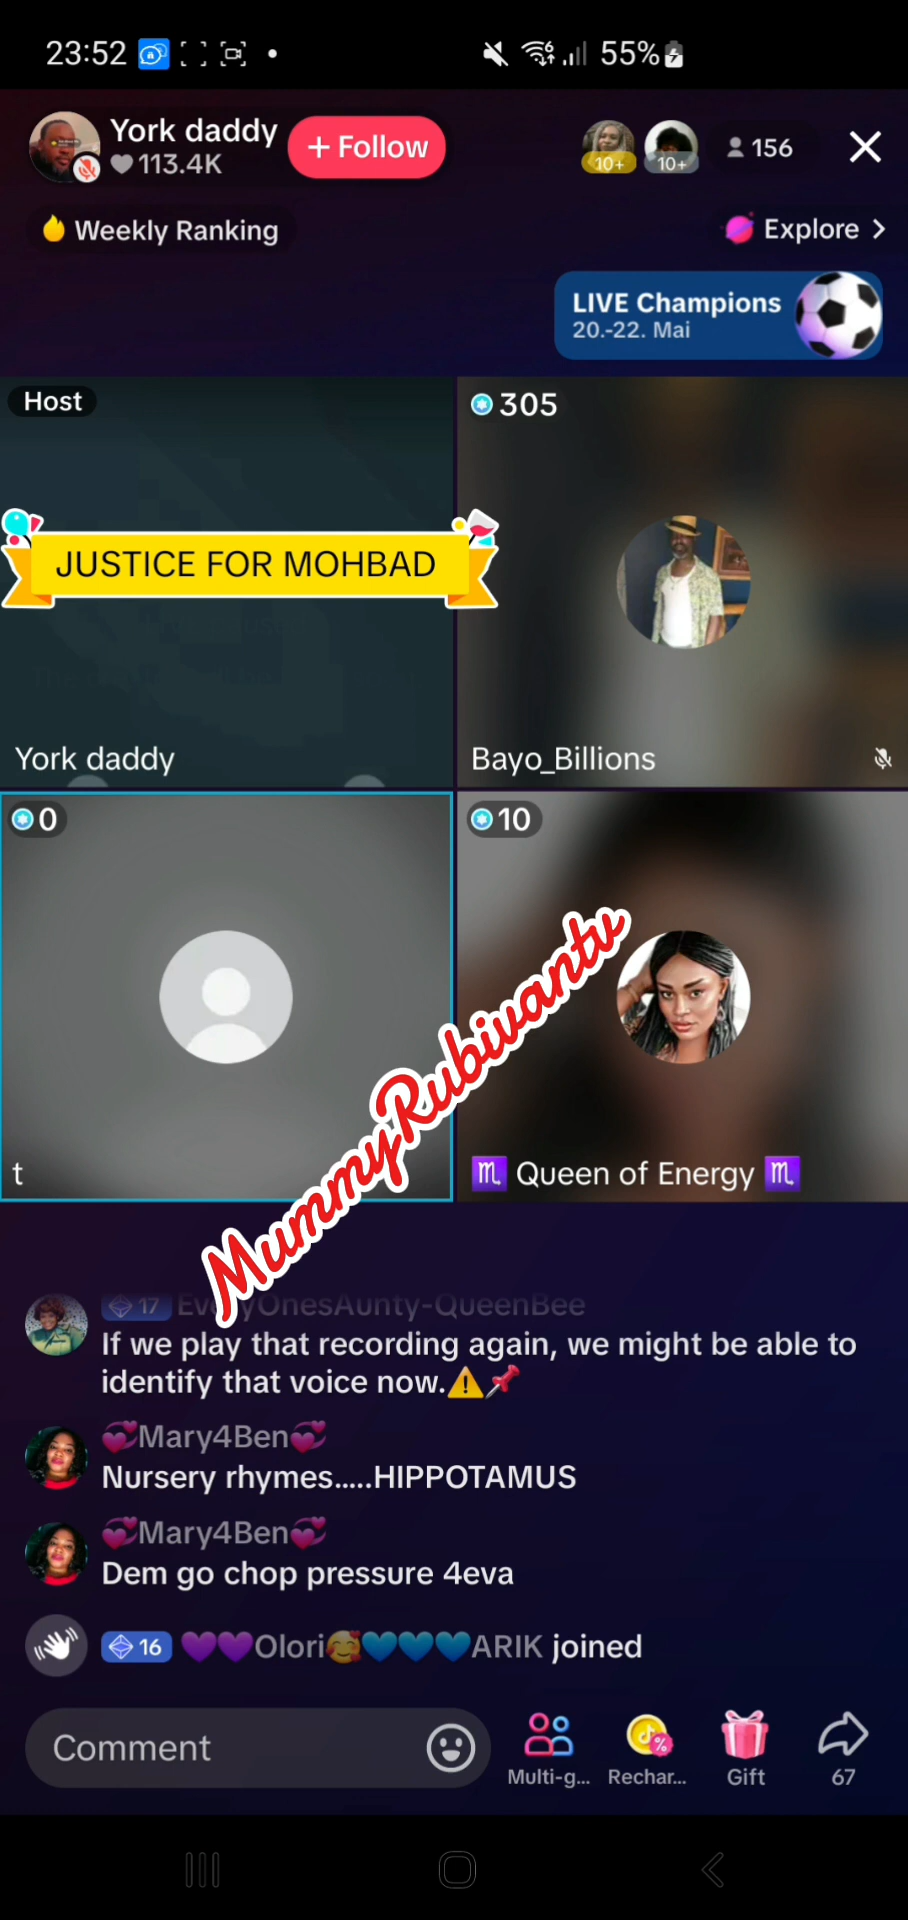 23:52
55%
York daddy
113.4K
+ Follow
10+
10+
156
Weekly Ranking
Explore >
LIVE Champions
20.-22. Mai
Host
305
JUSTICE FOR MOHBAD
York daddy
Bayo_Billions
0
10
t
♏ Queen of Energy ♏
MummyRubivantv
17 EveryOnesAunty-QueenBee
If we play that recording again, we might be able to
identify that voice now.⚠️📌
💞Mary4Ben💞
Nursery rhymes.....HIPPOTAMUS
💞Mary4Ben💞
Dem go chop pressure 4eva
16 💜💜Olori🥰💙💙💙ARIK joined
Comment
Multi-g...
Rechar...
Gift
67